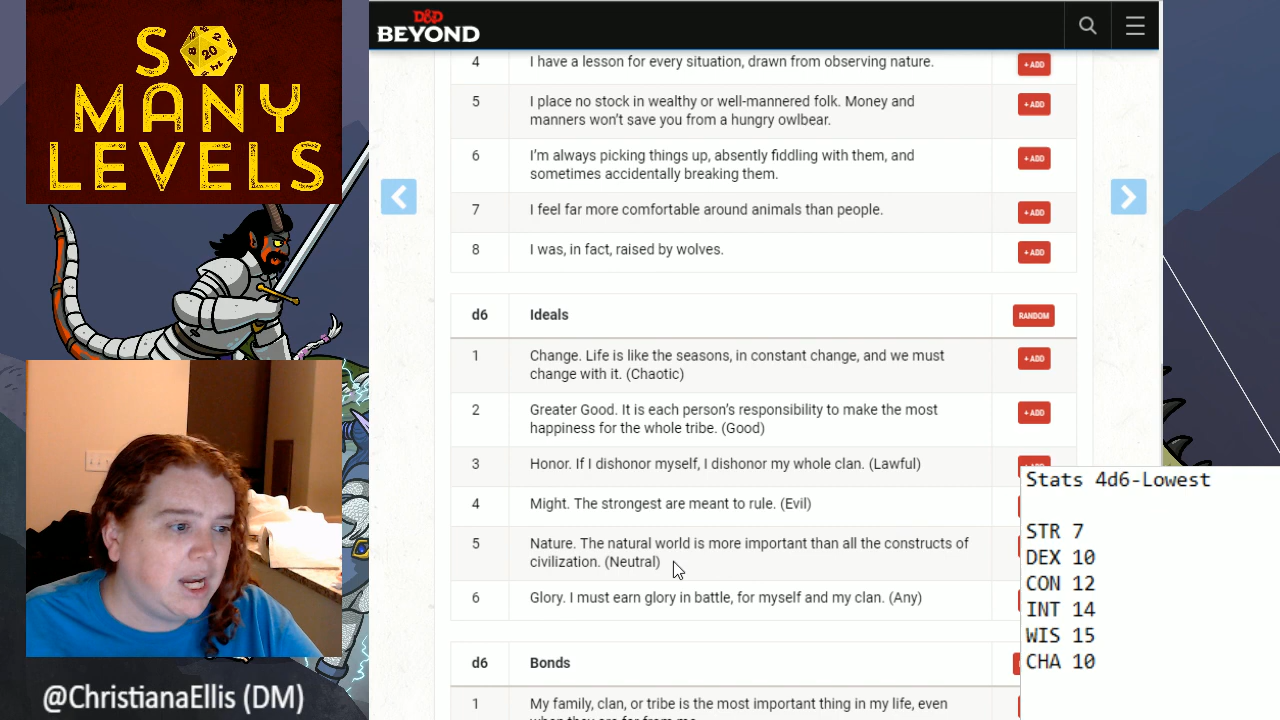 SO
MANY
LEVELS
@ChristianaEllis (DM)
D&D
BEYOND
4 I have a lesson for every situation, drawn from observing nature. + ADD
5 I place no stock in wealthy or well-mannered folk. Money and
manners won't save you from a hungry owlbear. + ADD
6 I'm always picking things up, absently fiddling with them, and
sometimes accidentally breaking them. + ADD
7 I feel far more comfortable around animals than people. + ADD
8 I was, in fact, raised by wolves. + ADD
d6 Ideals RANDOM
1 Change. Life is like the seasons, in constant change, and we must
change with it. (Chaotic) + ADD
2 Greater Good. It is each person's responsibility to make the most
happiness for the whole tribe. (Good) + ADD
3 Honor. If I dishonor myself, I dishonor my whole clan. (Lawful)
4 Might. The strongest are meant to rule. (Evil)
5 Nature. The natural world is more important than all the constructs of
civilization. (Neutral)
6 Glory. I must earn glory in battle, for myself and my clan. (Any)
d6 Bonds
1 My family, clan, or tribe is the most important thing in my life, even
when they are far from me.
Stats 4d6-Lowest
STR 7
DEX 10
CON 12
INT 14
WIS 15
CHA 10